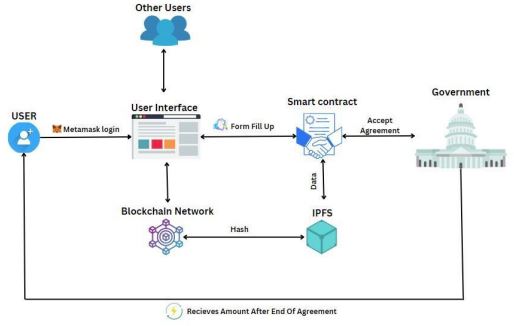 Other Users
USER
Metamask login
User Interface
Form Fill Up
Smart contract
Accept
Agreement
Government
Data
Blockchain Network
Hash
IPFS
Recieves Amount After End Of Agreement